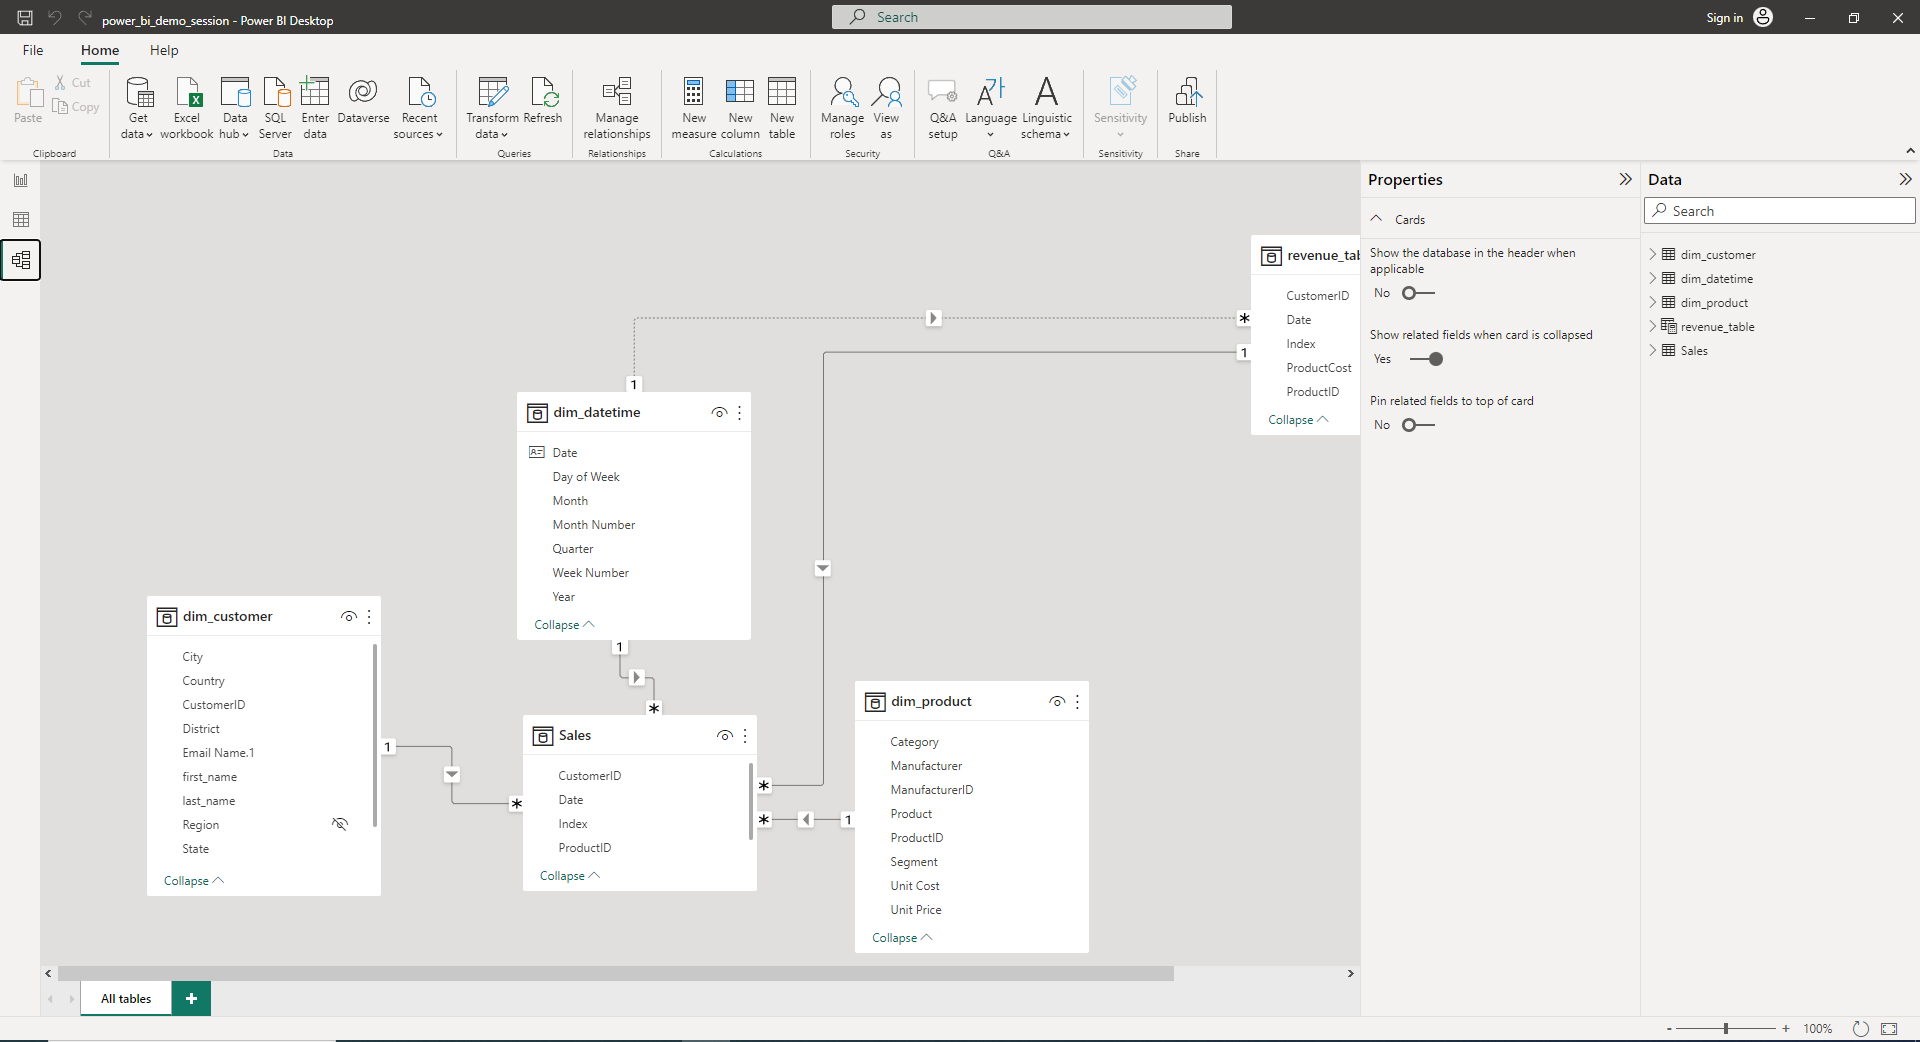 power_bi_demo_session - Power BI Desktop
Search
Sign in
File
Home
Help
Paste
Cut
Copy
Clipboard
Get data
Excel workbook
Data hub
SQL Server
Enter data
Dataverse
Recent sources
Data
Transform data
Refresh
Queries
Manage relationships
Relationships
New measure
New column
New table
Calculations
Manage roles
View as
Security
Q&A setup
Language
Linguistic schema
Q&A
Sensitivity
Sensitivity
Publish
Share
revenue_tab
CustomerID
Date
Index
ProductCost
ProductID
Collapse
*
1
1
dim_datetime
Date
Day of Week
Month
Month Number
Quarter
Week Number
Year
Collapse
1
*
dim_customer
City
Country
CustomerID
District
Email Name.1
first_name
last_name
Region
State
Collapse
1
*
Sales
CustomerID
Date
Index
ProductID
Collapse
*
*
1
dim_product
Category
Manufacturer
ManufacturerID
Product
ProductID
Segment
Unit Cost
Unit Price
Collapse
All tables
+
Properties
Cards
Show the database in the header when
applicable
No
Show related fields when card is collapsed
Yes
Pin related fields to top of card
No
Data
Search
dim_customer
dim_datetime
dim_product
revenue_table
Sales
- + 100%